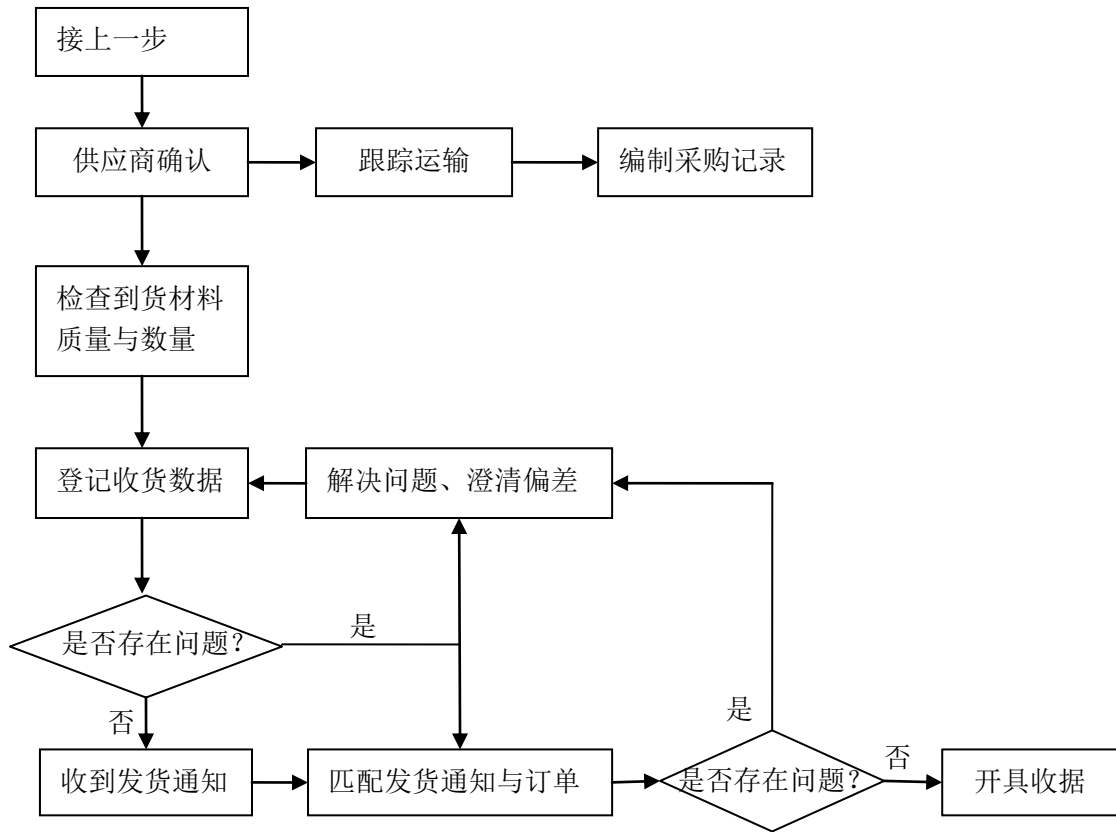 接上一步
供应商确认
跟踪运输
编制采购记录
检查到货材料
质量与数量
登记收货数据
解决问题、澄清偏差
是否存在问题？
是
否
收到发货通知
匹配发货通知与订单
是
是否存在问题？
否
开具收据